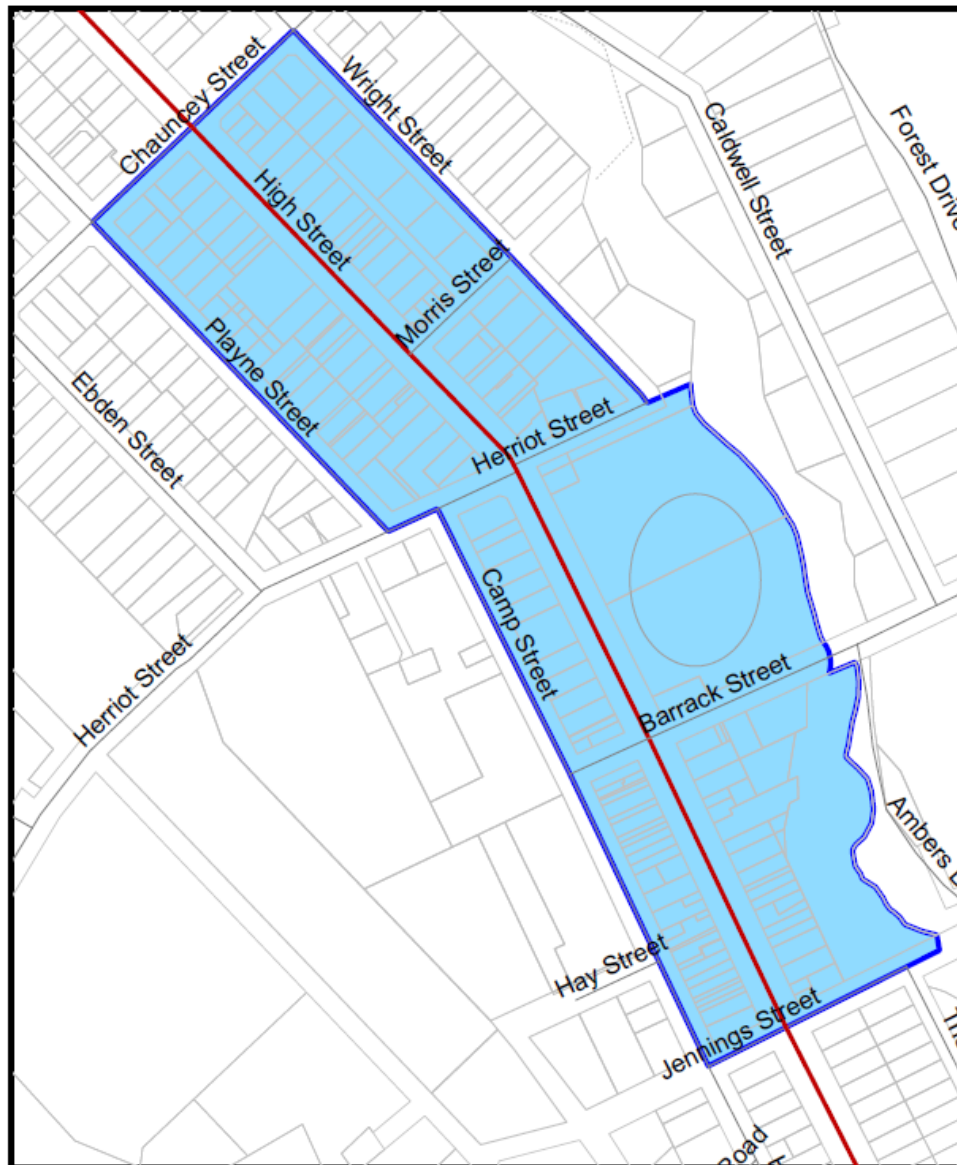 Chauncey Street
Wright Street
Caldwell Street
Forest Drive
High Street
Morris Street
Playne Street
Ebden Street
Herriot Street
Camp Street
Herriot Street
Barrack Street
Ambers
Hay Street
Jennings Street
Road